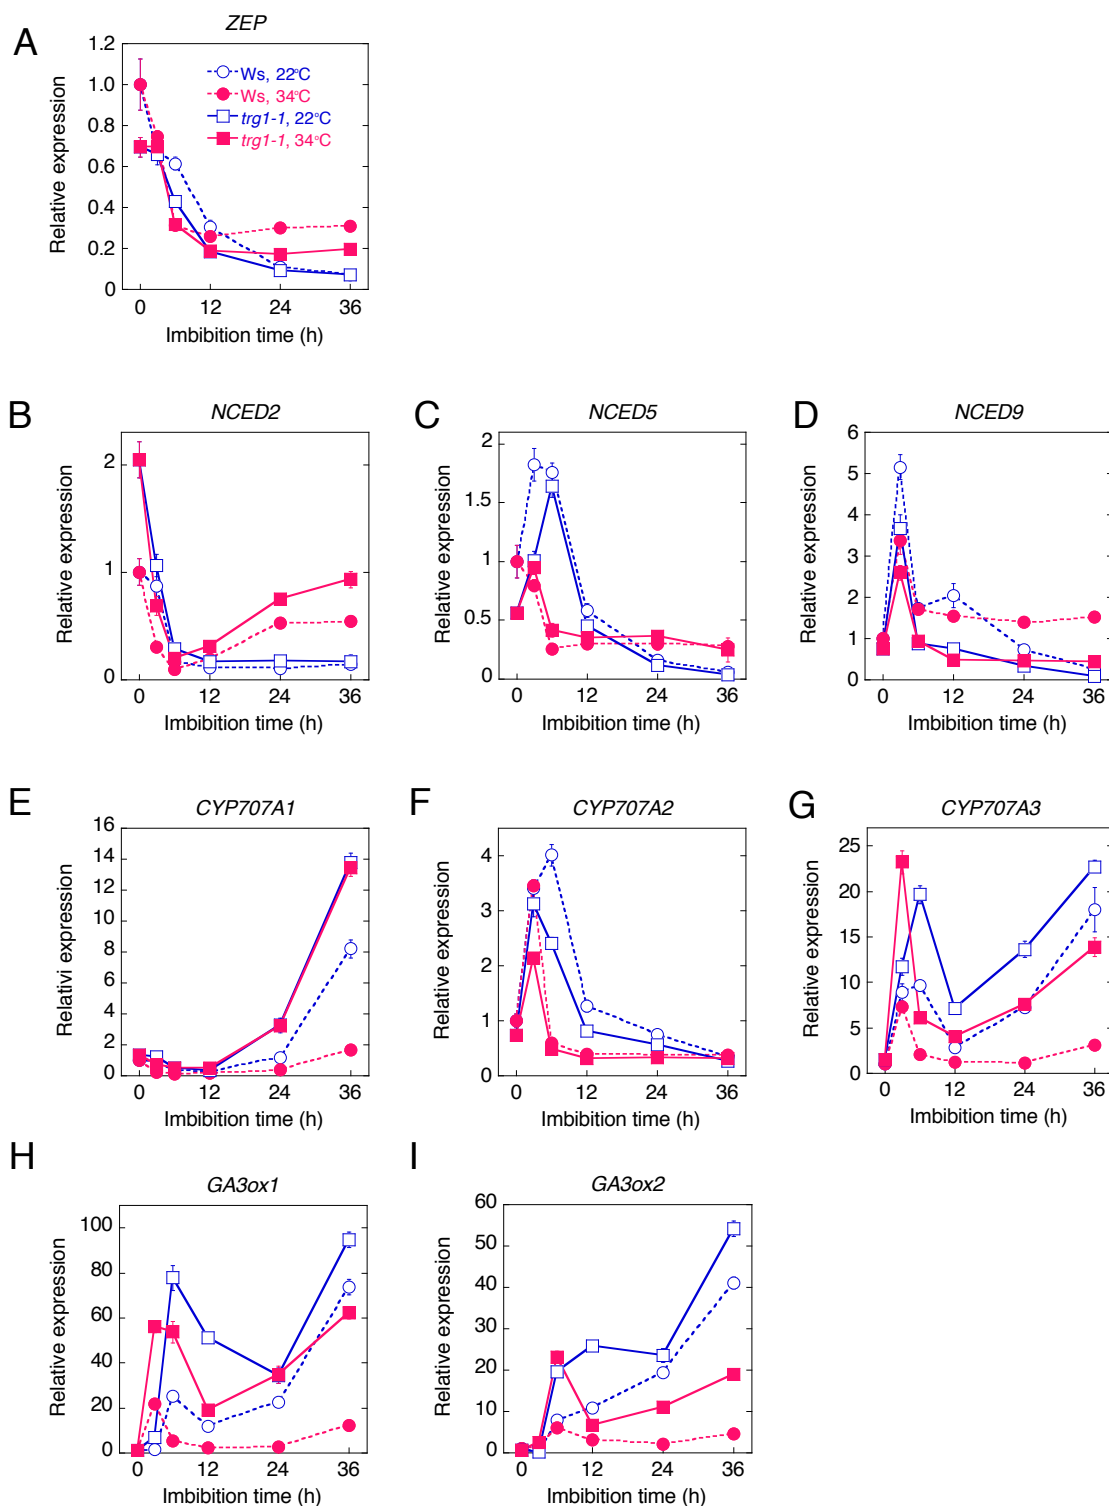 A
ZEP
Relative expression
1.2
1.0
0.8
0.6
0.4
0.2
0
Ws, 22°C
Ws, 34°C
trg1-1, 22°C
trg1-1, 34°C
0 12 24 36
Imbibition time (h)
B
NCED2
Relative expression
2
1
0
0 12 24 36
Imbibition time (h)
C
NCED5
Relative expression
2
1.5
1
0.5
0
0 12 24 36
Imbibition time (h)
D
NCED9
Relative expression
6
5
4
3
2
1
0
0 12 24 36
Imbibition time (h)
E
CYP707A1
Relativi expression
16
14
12
10
8
6
4
2
0
0 12 24 36
Imbibition time (h)
F
CYP707A2
Relative expression
4
3
2
1
0
0 12 24 36
Imbibition time (h)
G
CYP707A3
Relative expression
25
20
15
10
5
0
0 12 24 36
Imbibition time (h)
H
GA3ox1
Relative expression
100
80
60
40
20
0
0 12 24 36
Imbibition time (h)
I
GA3ox2
Relative expression
60
50
40
30
20
10
0
0 12 24 36
Imbibition time (h)